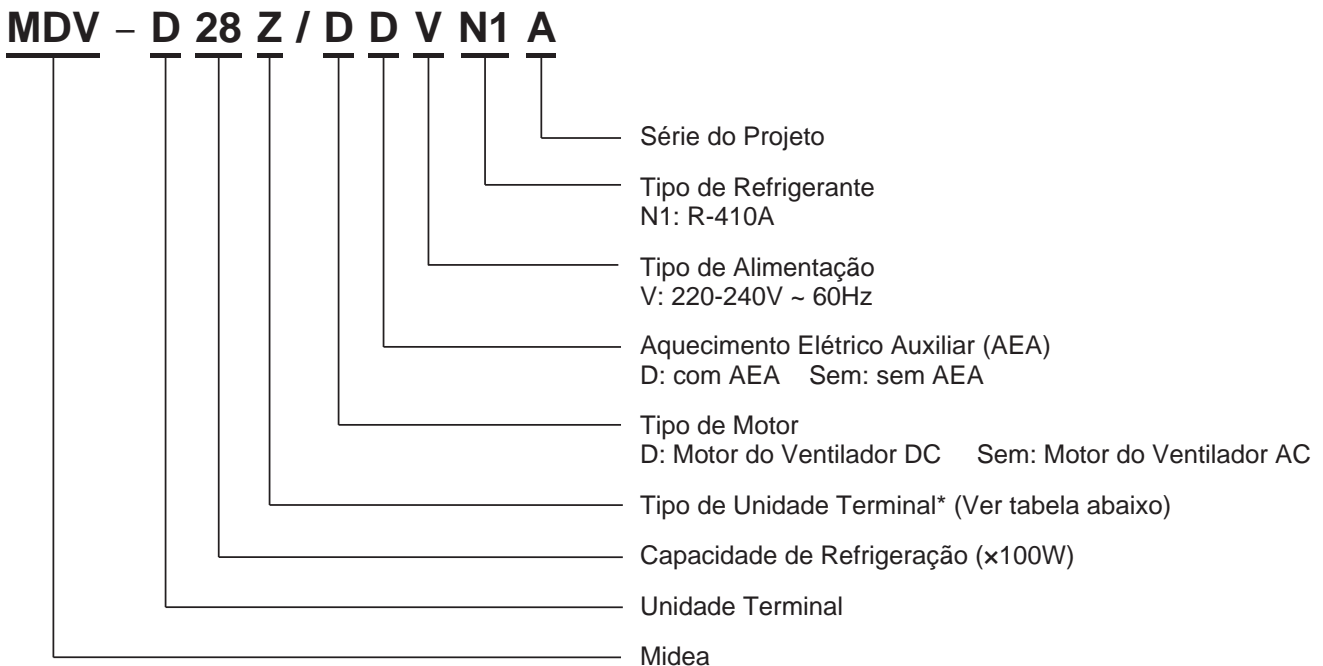 MDV – D 28 Z / D D V N1 A
Série do Projeto
Tipo de Refrigerante
N1: R-410A
Tipo de Alimentação
V: 220-240V ~ 60Hz
Aquecimento Elétrico Auxiliar (AEA)
D: com AEA Sem: sem AEA
Tipo de Motor
D: Motor do Ventilador DC Sem: Motor do Ventilador AC
Tipo de Unidade Terminal* (Ver tabela abaixo)
Capacidade de Refrigeração (×100W)
Unidade Terminal
Midea